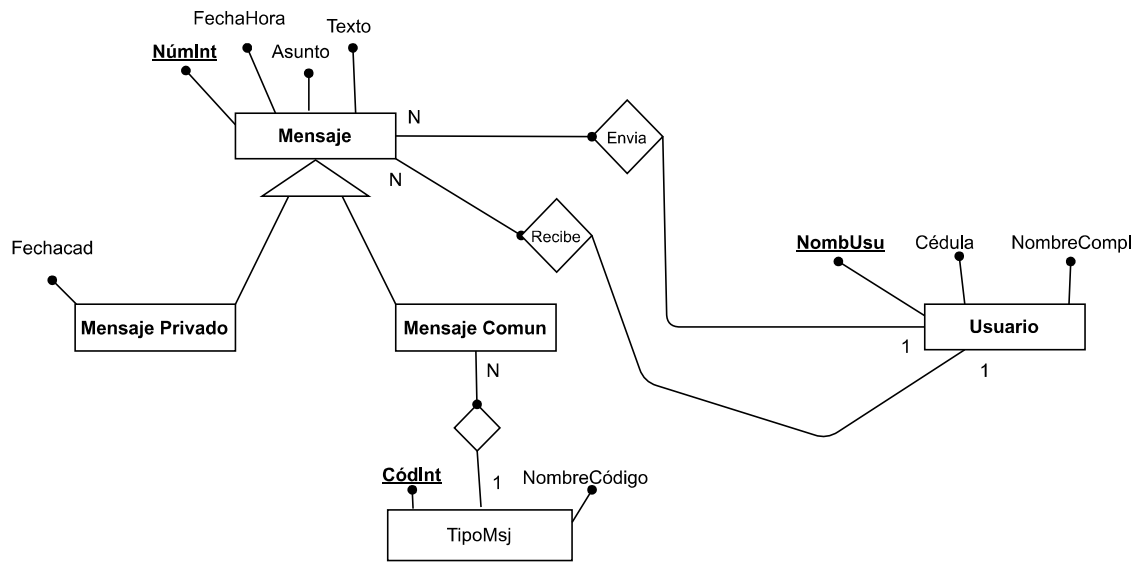 FechaHora
Texto
NúmInt
Asunto
N
Mensaje
Envia
N
Recibe
Fechacad
NombUsu
Cédula
NombreCompl
Mensaje Privado
Mensaje Comun
Usuario
1
1
N
CódInt
1
NombreCódigo
TipoMsj